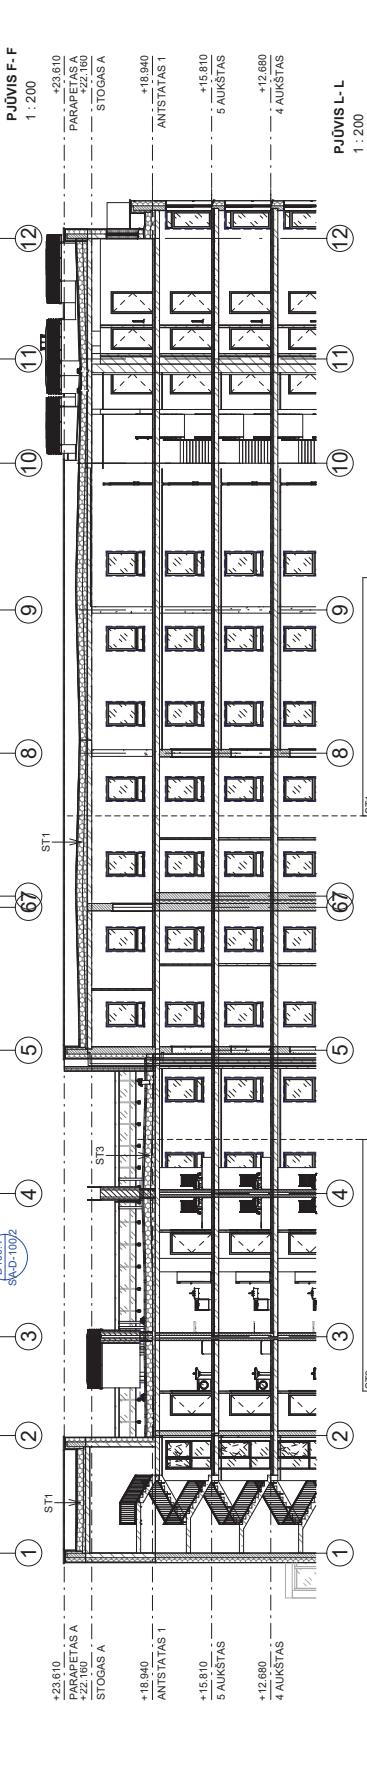 PJŪVIS F- F
1 : 200
+23.610
PARAPETAS A
+22.160
STOGAS A
+18.940
ANTSTATAS 1
+15.810
5 AUKŠTAS
+12.680
4 AUKŠTAS
PJŪVIS L- L
1 : 200
1
2
3
4
5
67
8
9
10
11
12
ST1
ST3
ST1
SA-D-100/2
1
2
3
4
5
67
8
9
10
11
12
+23.610
PARAPETAS A
+22.160
STOGAS A
+18.940
ANTSTATAS 1
+15.810
5 AUKŠTAS
+12.680
4 AUKŠTAS